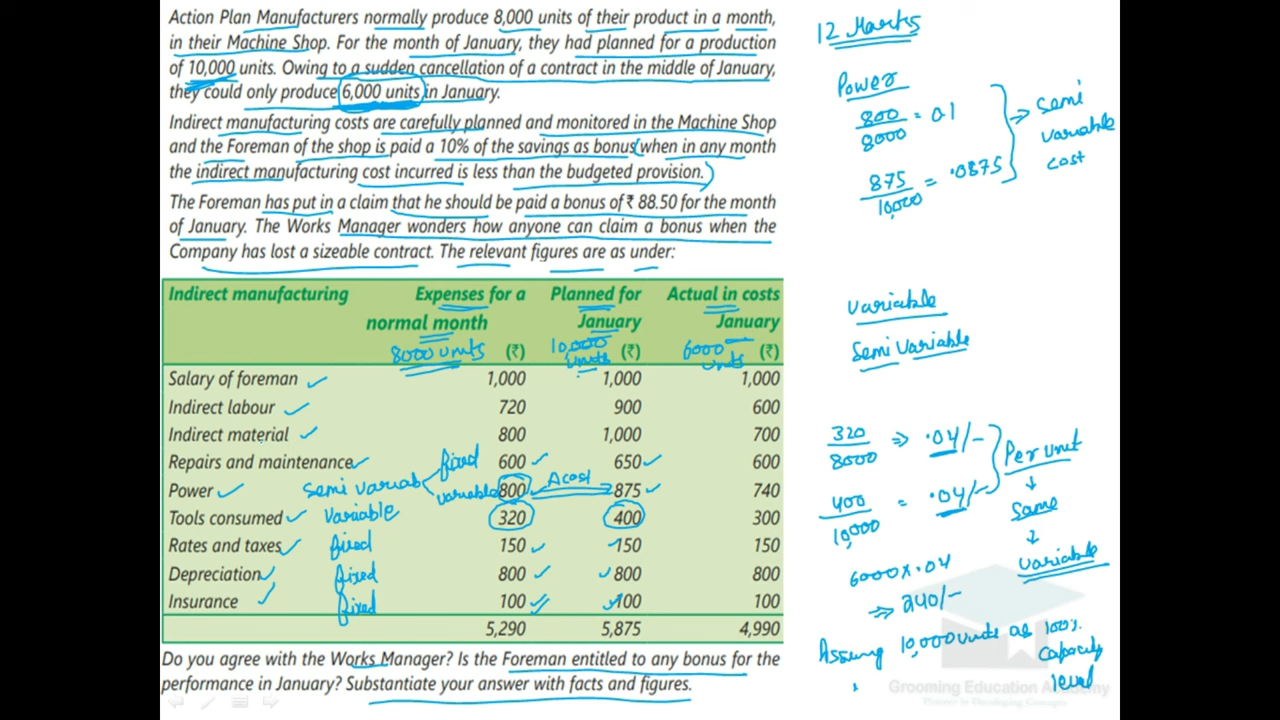 Action Plan Manufacturers normally produce 8,000 units of their product in a month,
in their Machine Shop. For the month of January, they had planned for a production
of 10,000 units. Owing to a sudden cancellation of a contract in the middle of January,
they could only produce 6,000 units in January.
Indirect manufacturing costs are carefully planned and monitored in the Machine Shop
and the Foreman of the shop is paid a 10% of the savings as bonus when in any month
the indirect manufacturing cost incurred is less than the budgeted provision.
The Foreman has put in a claim that he should be paid a bonus of ₹ 88.50 for the month
of January. The Works Manager wonders how anyone can claim a bonus when the
Company has lost a sizeable contract. The relevant figures are as under:
Indirect manufacturing Expenses for a Planned for Actual in costs
normal month January January
8000 units (₹) 10,000 units (₹) 6000 units (₹)
Salary of foreman 1,000 1,000 1,000
Indirect labour 720 900 600
Indirect material 800 1,000 700
Repairs and maintenance fixed 600 650 600
Power semi variable variable 800 Δcost 875 740
Tools consumed variable 320 400 300
Rates and taxes fixed 150 150 150
Depreciation fixed 800 800 800
Insurance fixed 100 100 100
5,290 5,875 4,990
Do you agree with the Works Manager? Is the Foreman entitled to any bonus for the
performance in January? Substantiate your answer with facts and figures.
12 Marks
Power
800/8000 = 0.1
875/10,000 = .0875
semi
variable
cost
variable
semi variable
320/8000 ⇒ .04/-
400/10,000 = .04/-
Per unit
↓
same
↓
variable
6000 x .04
⇒ 240/-
Assuming 10,000 units as 100%
capacity
level
Grooming Education Academy